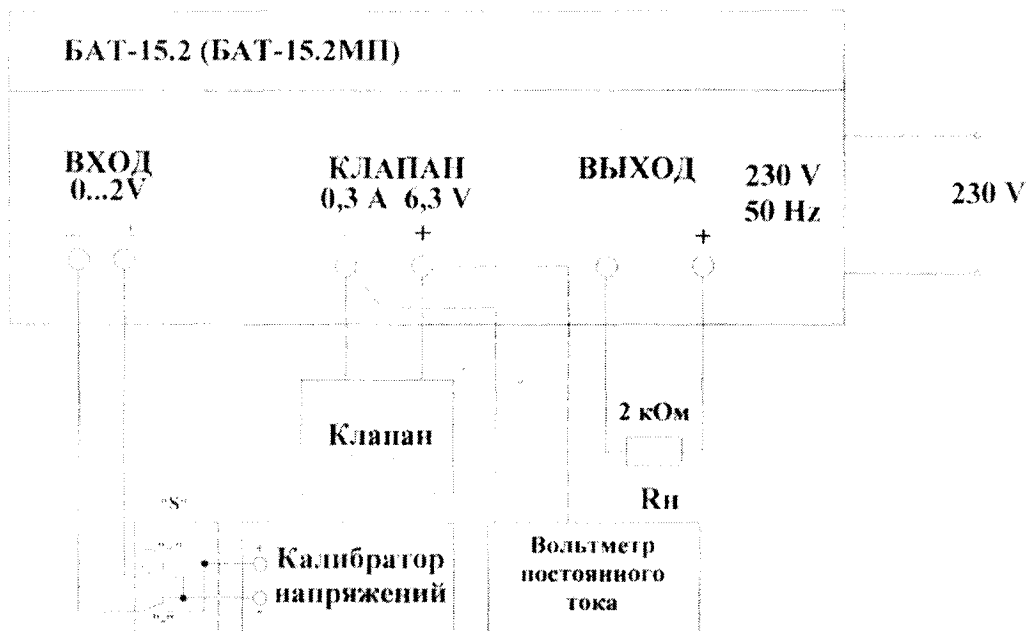 БАТ-15.2 (БАТ-15.2МП)
ВХОД
0...2V
- +
КЛАПАН
0,3 А 6,3 V
+
ВЫХОД
+
230 V
50 Hz
230 V
Клапан
2 кОм
Rн
"S"
"+"
"-"
+
Калибратор
напряжений
-
Вольтметр
постоянного
тока